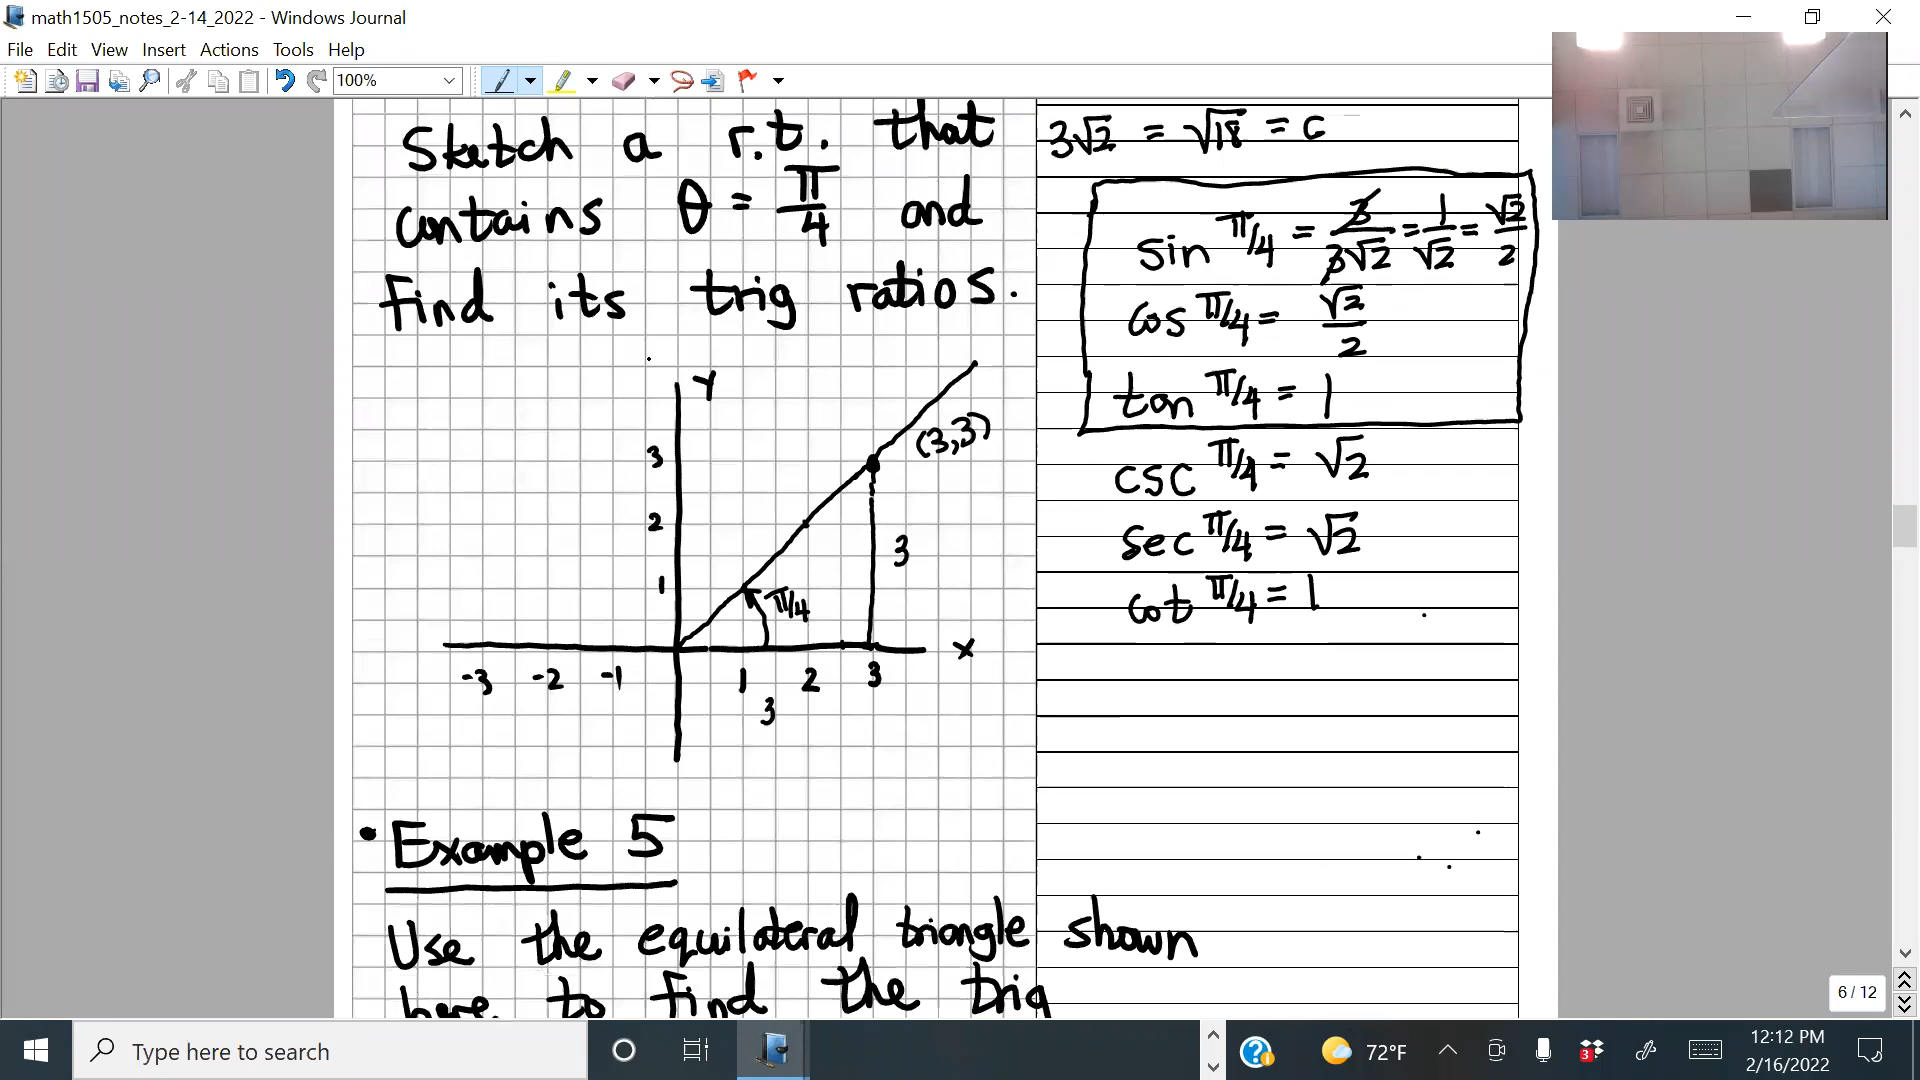 math1505_notes_2-14_2022 - Windows Journal
File Edit View Insert Actions Tools Help
100%
Sketch a r.t. that
contains θ = π/4 and
find its trig ratios.
Y
(3,3)
3
2
1
3
π/4
X
-3 -2 -1 1 2 3
3
3√2 = √18 = c
sin π/4 = 3/3√2 = 1/√2 = √2/2
cos π/4 = √2/2
tan π/4 = 1
csc π/4 = √2
sec π/4 = √2
cot π/4 = 1
• Example 5
Use the equilateral triangle shown
here to find the trig
6 / 12
Type here to search
3
72°F
12:12 PM
2/16/2022